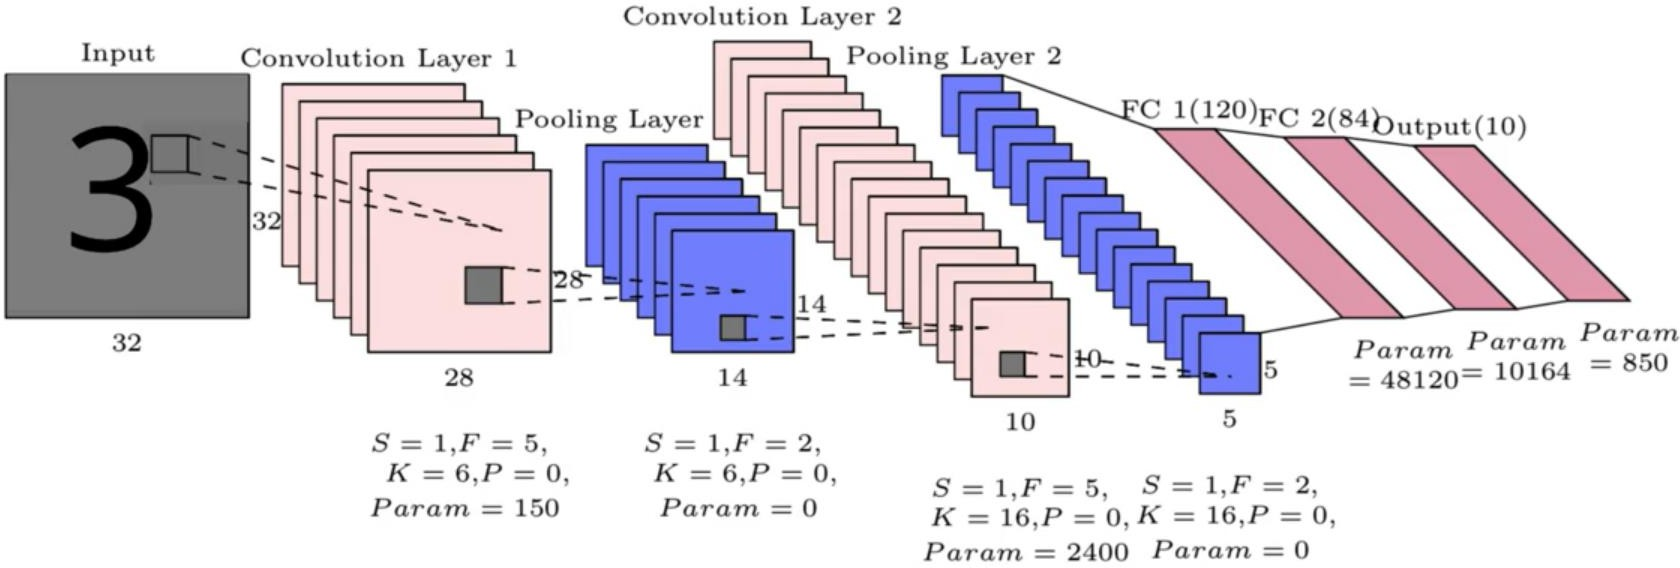 Input
3
32
32
Convolution Layer 1
28
28
S = 1,F = 5,
K = 6,P = 0,
Param = 150
Pooling Layer
14
14
S = 1,F = 2,
K = 6,P = 0,
Param = 0
Convolution Layer 2
10
10
S = 1,F = 5,
K = 16,P = 0,
Param = 2400
Pooling Layer 2
5
5
S = 1,F = 2,
K = 16,P = 0,
Param = 0
FC 1(120)
Param
= 48120
FC 2(84)
Param
= 10164
Output(10)
Param
= 850